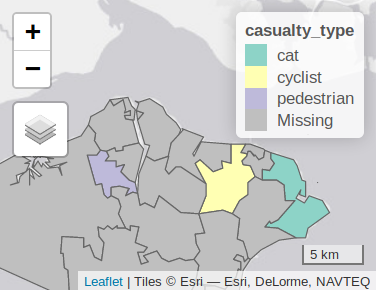 +
−
casualty_type
cat
cyclist
pedestrian
Missing
5 km
Leaflet | Tiles © Esri — Esri, DeLorme, NAVTEQ